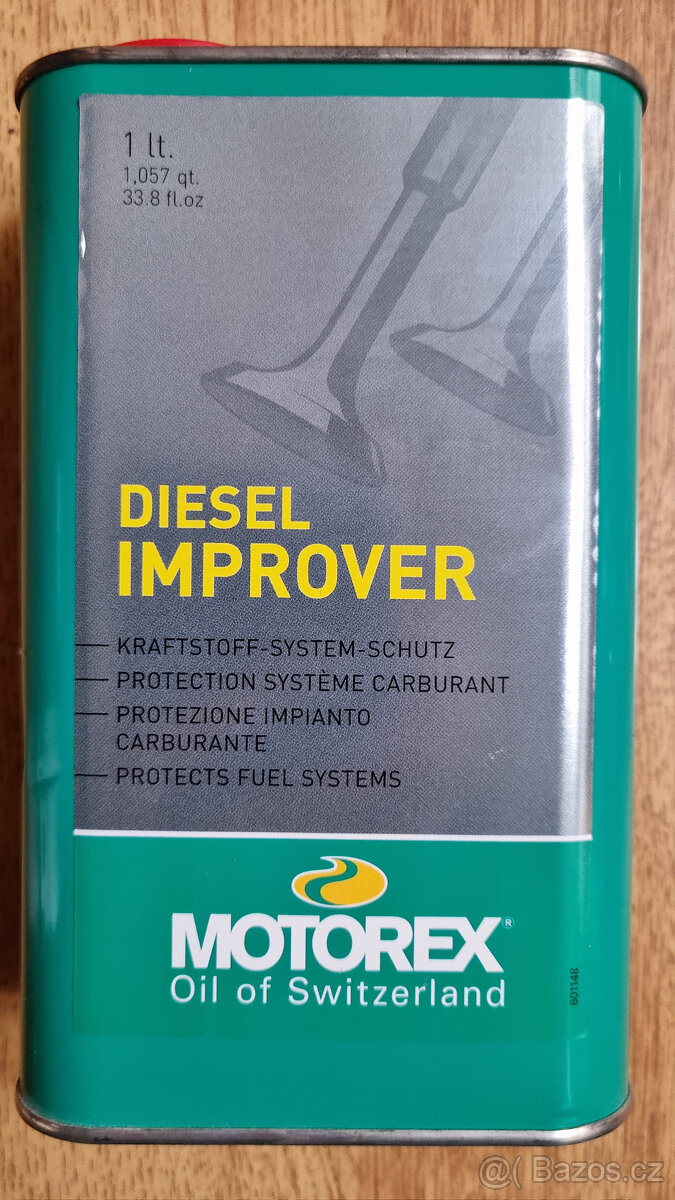 1 lt.
1,057 qt.
33.8 fl.oz
DIESEL
IMPROVER
KRAFTSTOFF-SYSTEM-SCHUTZ
PROTECTION SYSTÈME CARBURANT
PROTEZIONE IMPIANTO
CARBURANTE
PROTECTS FUEL SYSTEMS
MOTOREX®
Oil of Switzerland
801148
@( Bazos.cz